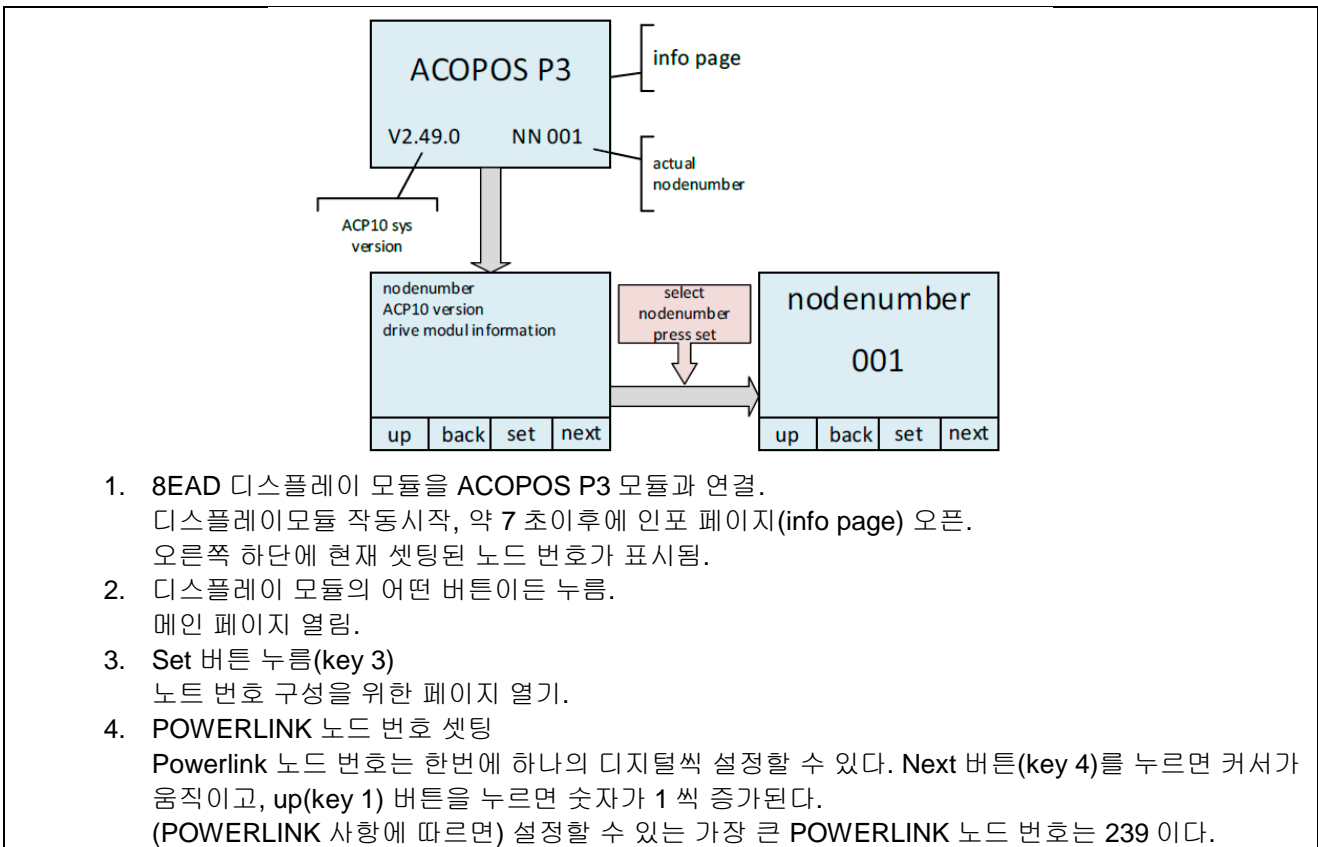 ACOPOS P3
info page
V2.49.0 NN 001
actual
nodenumber
ACP10 sys
version
nodenumber
ACP10 version
drive modul information
up back set next
select
nodenumber
press set
nodenumber
001
up back set next
1. 8EAD 디스플레이 모듈을 ACOPOS P3 모듈과 연결.
디스플레이모듈 작동시작, 약 7 초이후에 인포 페이지(info page) 오픈.
오른쪽 하단에 현재 셋팅된 노드 번호가 표시됨.
2. 디스플레이 모듈의 어떤 버튼이든 누름.
메인 페이지 열림.
3. Set 버튼 누름(key 3)
노트 번호 구성을 위한 페이지 열기.
4. POWERLINK 노드 번호 셋팅
Powerlink 노드 번호는 한번에 하나의 디지털씩 설정할 수 있다. Next 버튼(key 4)를 누르면 커서가
움직이고, up(key 1) 버튼을 누르면 숫자가 1 씩 증가된다.
(POWERLINK 사항에 따르면) 설정할 수 있는 가장 큰 POWERLINK 노드 번호는 239 이다.